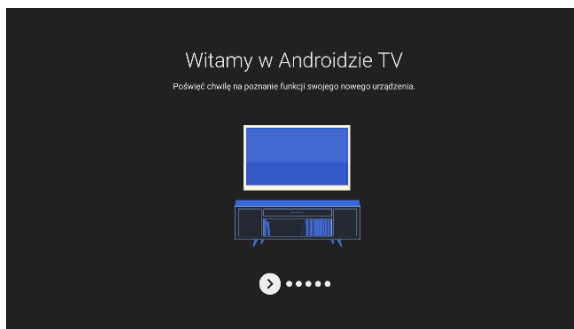 Witamy w Androidzie TV
Poświęć chwilę na poznanie funkcji swojego nowego urządzenia.